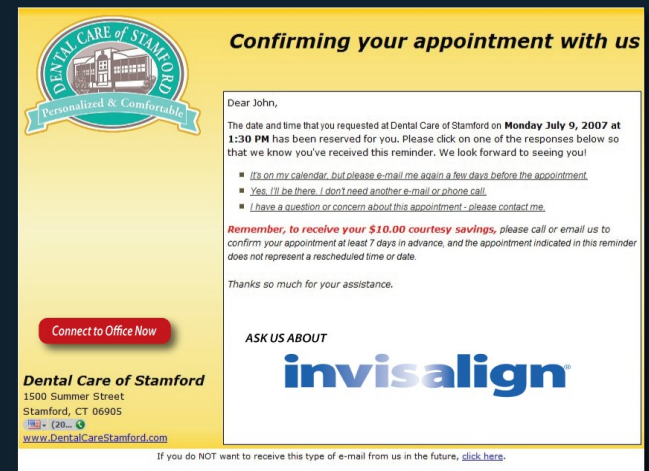 DENTAL CARE of STAMFORD
Personalized & Comfortable
Confirming your appointment with us
Dear John,
The date and time that you requested at Dental Care of Stamford on Monday July 9, 2007 at
1:30 PM has been reserved for you. Please click on one of the responses below so
that we know you've received this reminder. We look forward to seeing you!
It's on my calendar, but please e-mail me again a few days before the appointment.
Yes, I'll be there. I don't need another e-mail or phone call.
I have a question or concern about this appointment - please contact me.
Remember, to receive your $10.00 courtesy savings, please call or email us to
confirm your appointment at least 7 days in advance, and the appointment indicated in this reminder
does not represent a rescheduled time or date.
Thanks so much for your assistance.
Connect to Office Now
ASK US ABOUT
invisalign®
Dental Care of Stamford
1500 Summer Street
Stamford, CT 06905
(20...
www.DentalCareStamford.com
If you do NOT want to receive this type of e-mail from us in the future, click here.